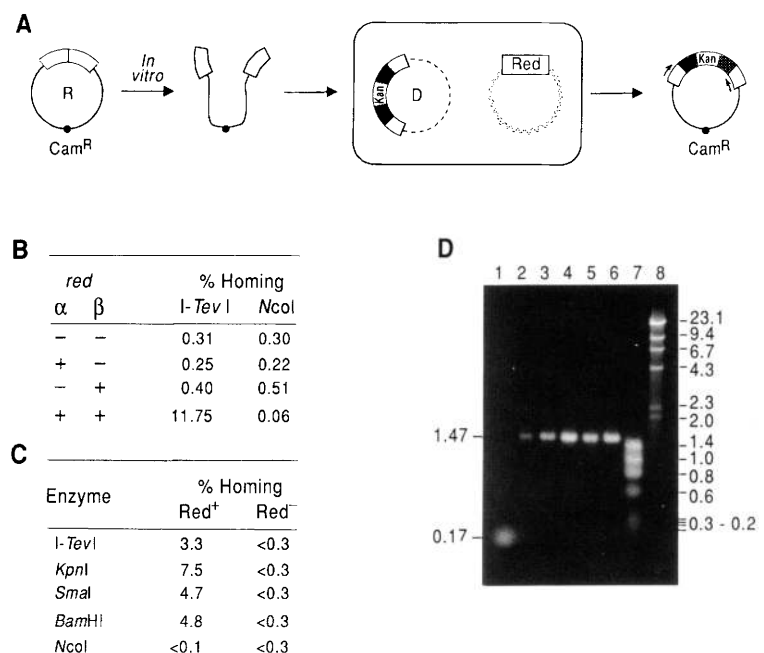 A
R
Cam^R
In
vitro
Kan
D
Red
Kan
Cam^R
B
red
% Homing
α β I-Tev I NcoI
– – 0.31 0.30
+ – 0.25 0.22
– + 0.40 0.51
+ + 11.75 0.06
C
Enzyme
% Homing
Red+ Red–
I-TevI 3.3 <0.3
KpnI 7.5 <0.3
SmaI 4.7 <0.3
BamHI 4.8 <0.3
NcoI <0.1 <0.3
D
1 2 3 4 5 6 7 8
23.1
9.4
6.7
4.3
2.3
2.0
1.47
1.4
1.0
0.8
0.6
0.3 - 0.2
0.17